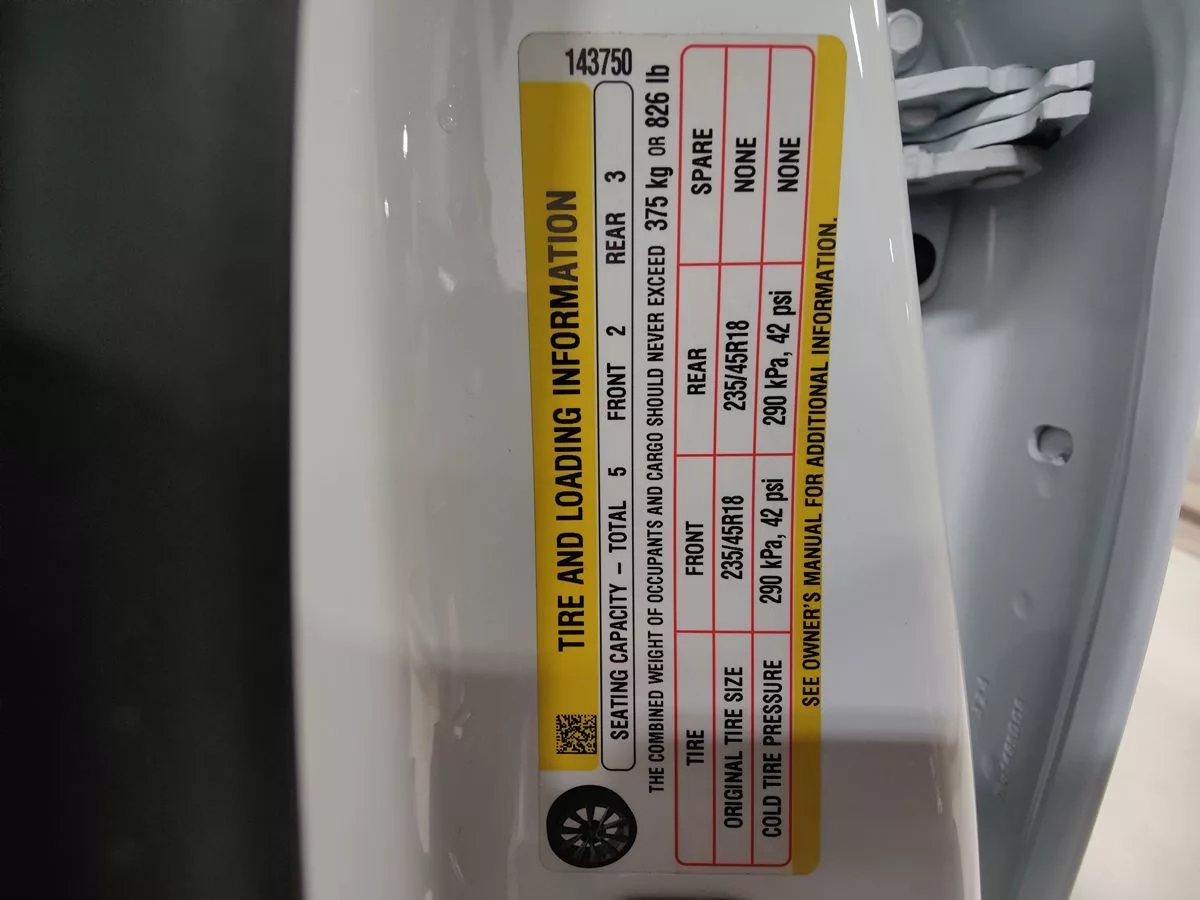 143750
TIRE AND LOADING INFORMATION
SEATING CAPACITY – TOTAL 5 FRONT 2 REAR 3
THE COMBINED WEIGHT OF OCCUPANTS AND CARGO SHOULD NEVER EXCEED 375 kg OR 826 lb
TIRE FRONT REAR SPARE
ORIGINAL TIRE SIZE 235/45R18 235/45R18 NONE
COLD TIRE PRESSURE 290 kPa, 42 psi 290 kPa, 42 psi NONE
SEE OWNER'S MANUAL FOR ADDITIONAL INFORMATION.